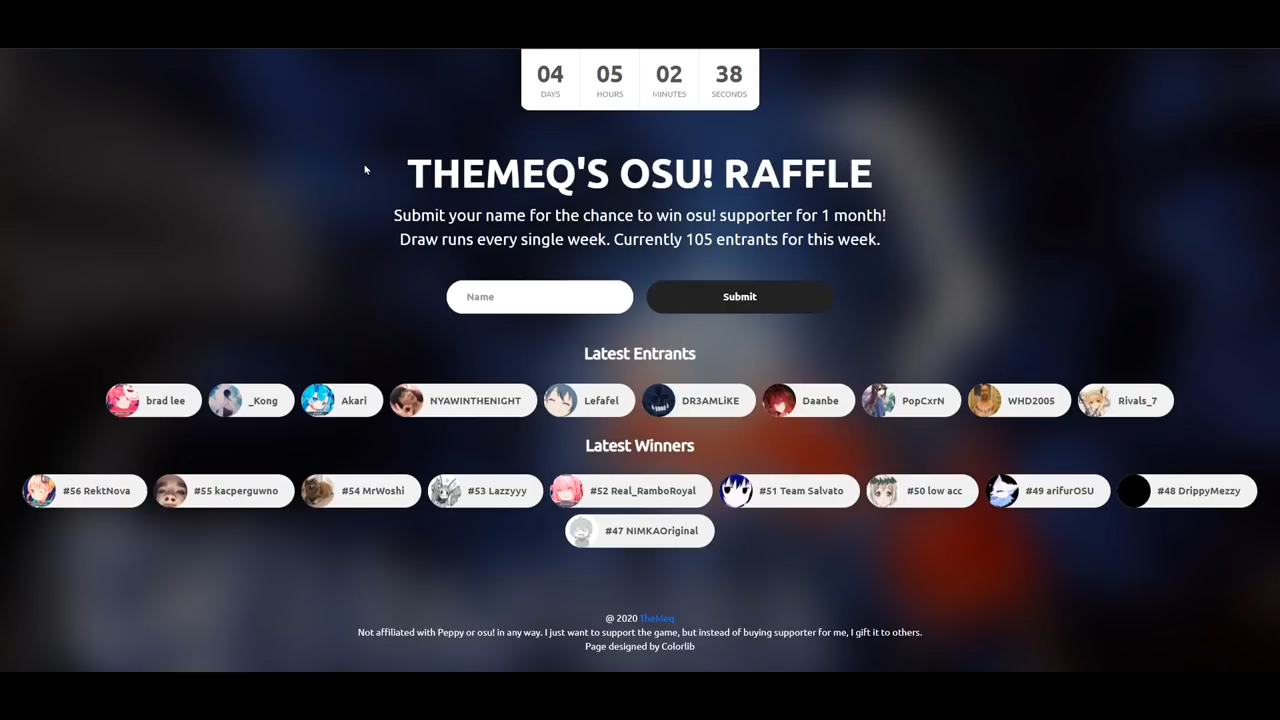 04 05 02 38
DAYS HOURS MINUTES SECONDS
THEMEQ'S OSU! RAFFLE
Submit your name for the chance to win osu! supporter for 1 month!
Draw runs every single week. Currently 105 entrants for this week.
Name Submit
Latest Entrants
brad lee _Kong Akari NYAWINTHENIGHT Lefafel DR3AMLiKE Daanbe PopCxrN WHD2005 Rivals_7
Latest Winners
#56 RektNova #55 kacperguwno #54 MrWoshi #53 Lazzyyy #52 Real_RamboRoyal #51 Team Salvato #50 low acc #49 arifurOSU #48 DrippyMezzy
#47 NIMKAOriginal
@ 2020 TheMeq
Not affiliated with Peppy or osu! in any way. I just want to support the game, but instead of buying supporter for me, I gift it to others.
Page designed by Colorlib